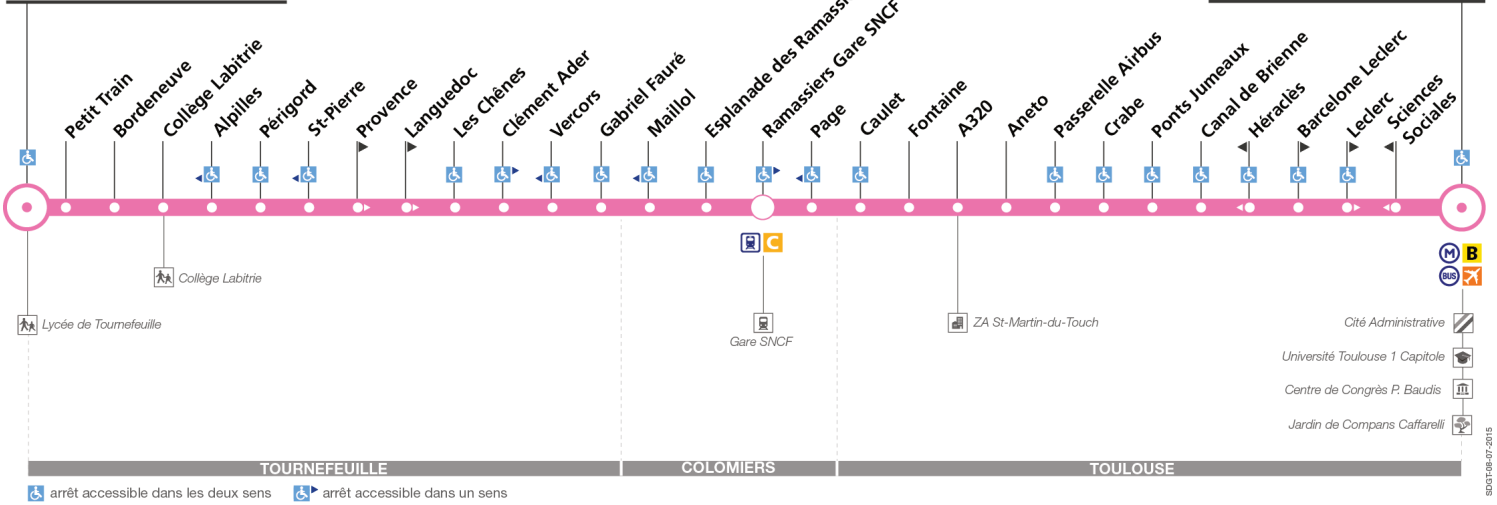 Petit Train
Bordeneuve
Collège Labitrie
Alpilles
Périgord
St-Pierre
Provence
Languedoc
Les Chênes
Clément Ader
Vercors
Gabriel Fauré
Maillol
Esplanade des Ramassi
Ramassiers Gare SNCF
Page
Caulet
Fontaine
A320
Aneto
Passerelle Airbus
Crabe
Ponts Jumeaux
Canal de Brienne
Héraclès
Barcelone Leclerc
Leclerc
Sciences
Sociales
C
M B
BUS
Collège Labitrie
Lycée de Tournefeuille
Gare SNCF
ZA St-Martin-du-Touch
Cité Administrative
Université Toulouse 1 Capitole
Centre de Congrès P. Baudis
Jardin de Compans Caffarelli
TOURNEFEUILLE
COLOMIERS
TOULOUSE
arrêt accessible dans les deux sens
arrêt accessible dans un sens
SDGT-08-07-2015